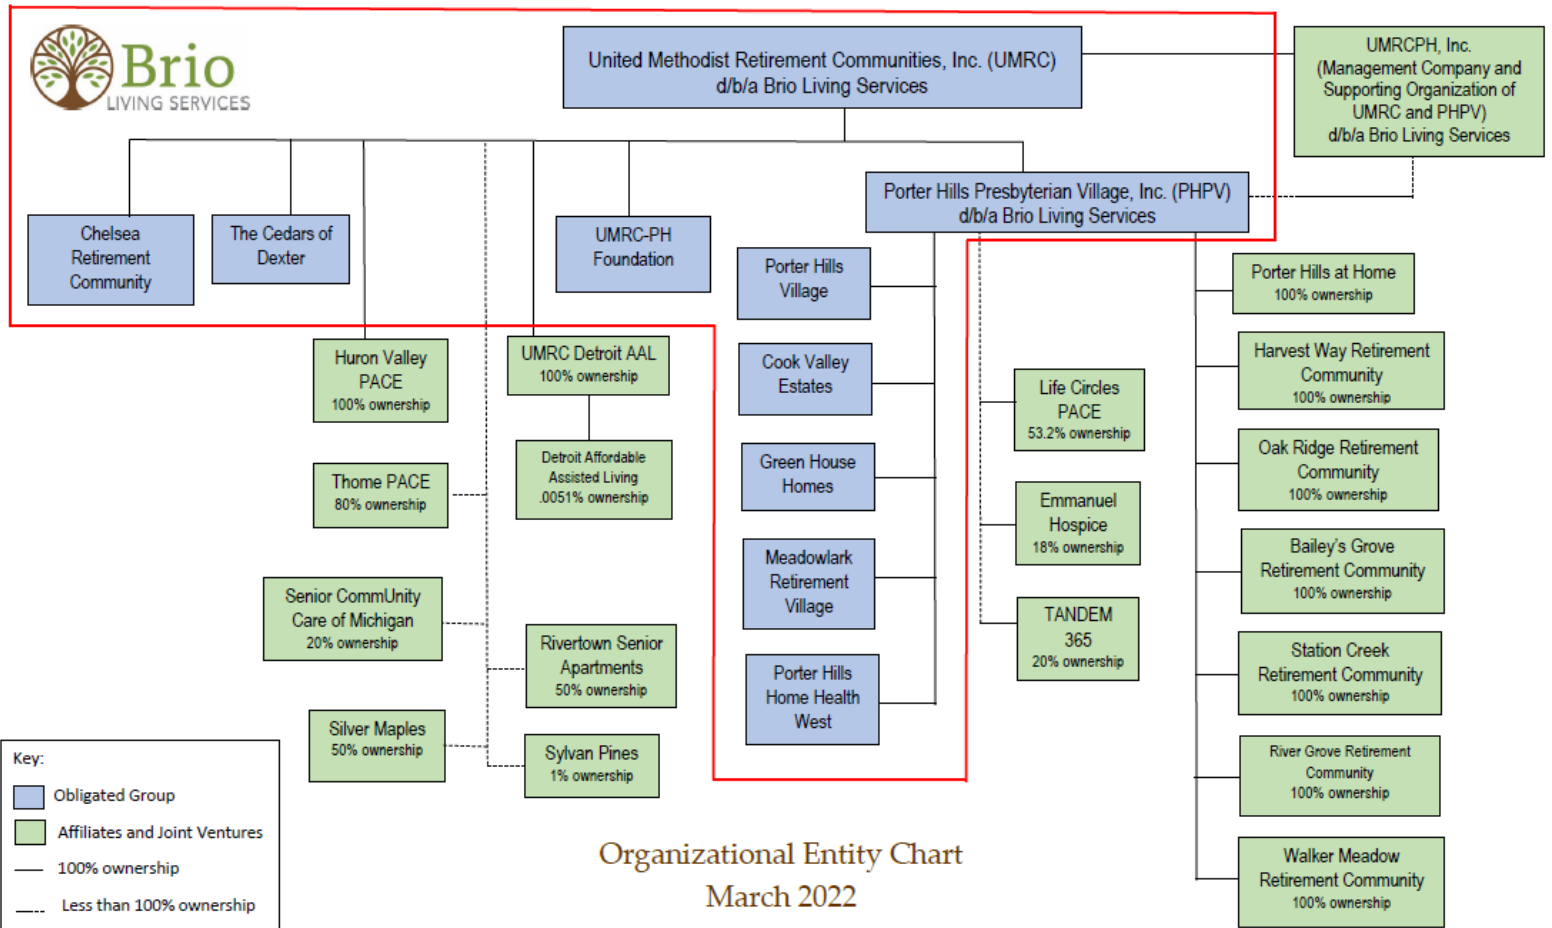 Brio
LIVING SERVICES
United Methodist Retirement Communities, Inc. (UMRC)
d/b/a Brio Living Services
UMRCPH, Inc.
(Management Company and
Supporting Organization of
UMRC and PHPV)
d/b/a Brio Living Services
Porter Hills Presbyterian Village, Inc. (PHPV)
d/b/a Brio Living Services
Chelsea
Retirement
Community
The Cedars of
Dexter
UMRC-PH
Foundation
Huron Valley
PACE
100% ownership
UMRC Detroit AAL
100% ownership
Thome PACE
80% ownership
Detroit Affordable
Assisted Living
.0051% ownership
Senior CommUnity
Care of Michigan
20% ownership
Rivertown Senior
Apartments
50% ownership
Silver Maples
50% ownership
Sylvan Pines
1% ownership
Porter Hills
Village
Cook Valley
Estates
Green House
Homes
Meadowlark
Retirement
Village
Porter Hills
Home Health
West
Life Circles
PACE
53.2% ownership
Emmanuel
Hospice
18% ownership
TANDEM
365
20% ownership
Porter Hills at Home
100% ownership
Harvest Way Retirement
Community
100% ownership
Oak Ridge Retirement
Community
100% ownership
Bailey's Grove
Retirement Community
100% ownership
Station Creek
Retirement Community
100% ownership
River Grove Retirement
Community
100% ownership
Walker Meadow
Retirement Community
100% ownership
Key:
Obligated Group
Affiliates and Joint Ventures
100% ownership
Less than 100% ownership
Organizational Entity Chart
March 2022